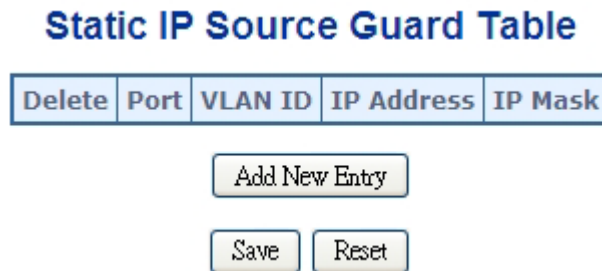 Static IP Source Guard Table
Delete Port VLAN ID IP Address IP Mask
Add New Entry
Save Reset